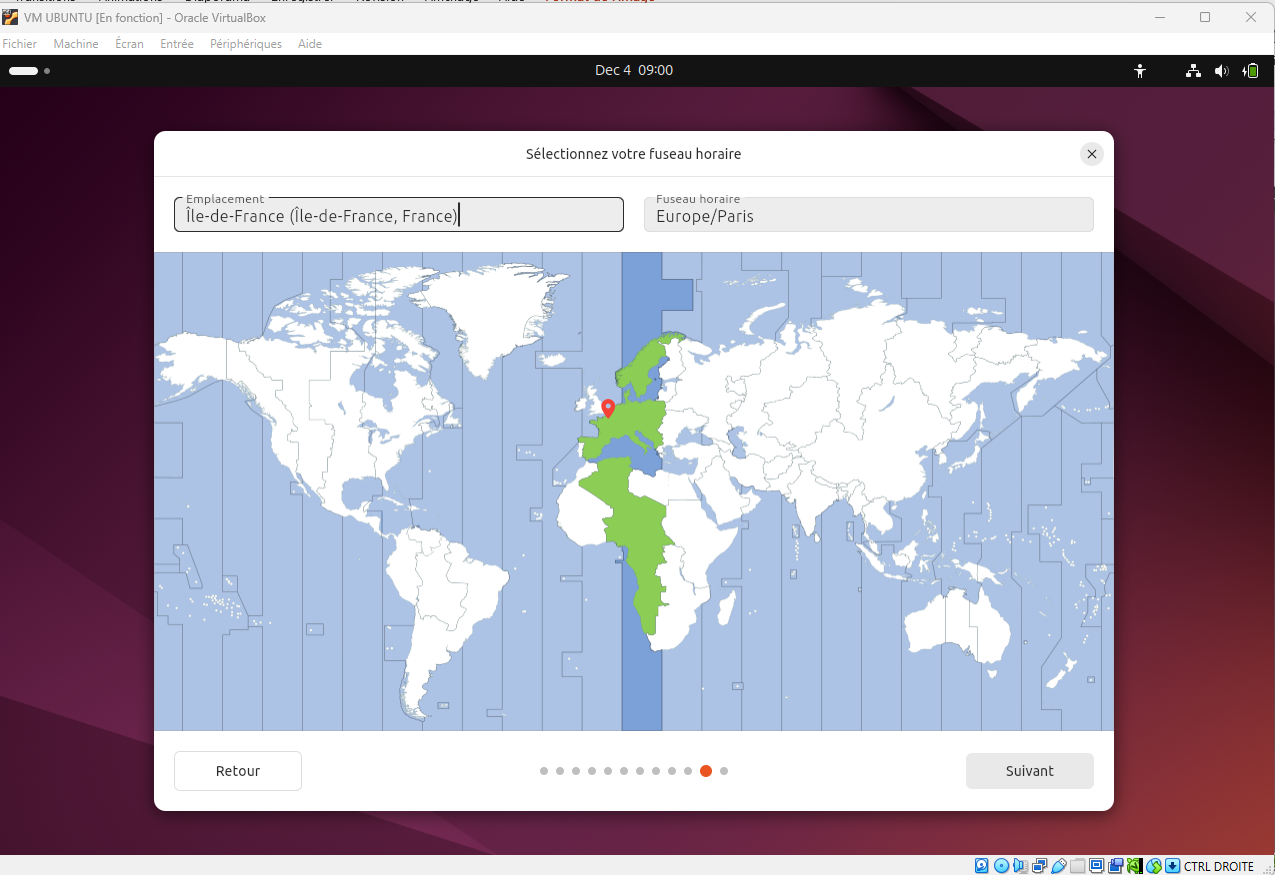 VM UBUNTU [En fonction] - Oracle VirtualBox
Fichier Machine Écran Entrée Périphériques Aide
Dec 4 09:00
Sélectionnez votre fuseau horaire
Emplacement
Île-de-France (Île-de-France, France)
Fuseau horaire
Europe/Paris
Retour
Suivant
CTRL DROITE